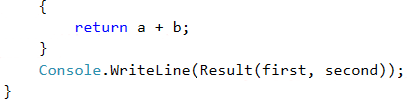 {
return a + b;
}
Console.WriteLine(Result(first, second));
}